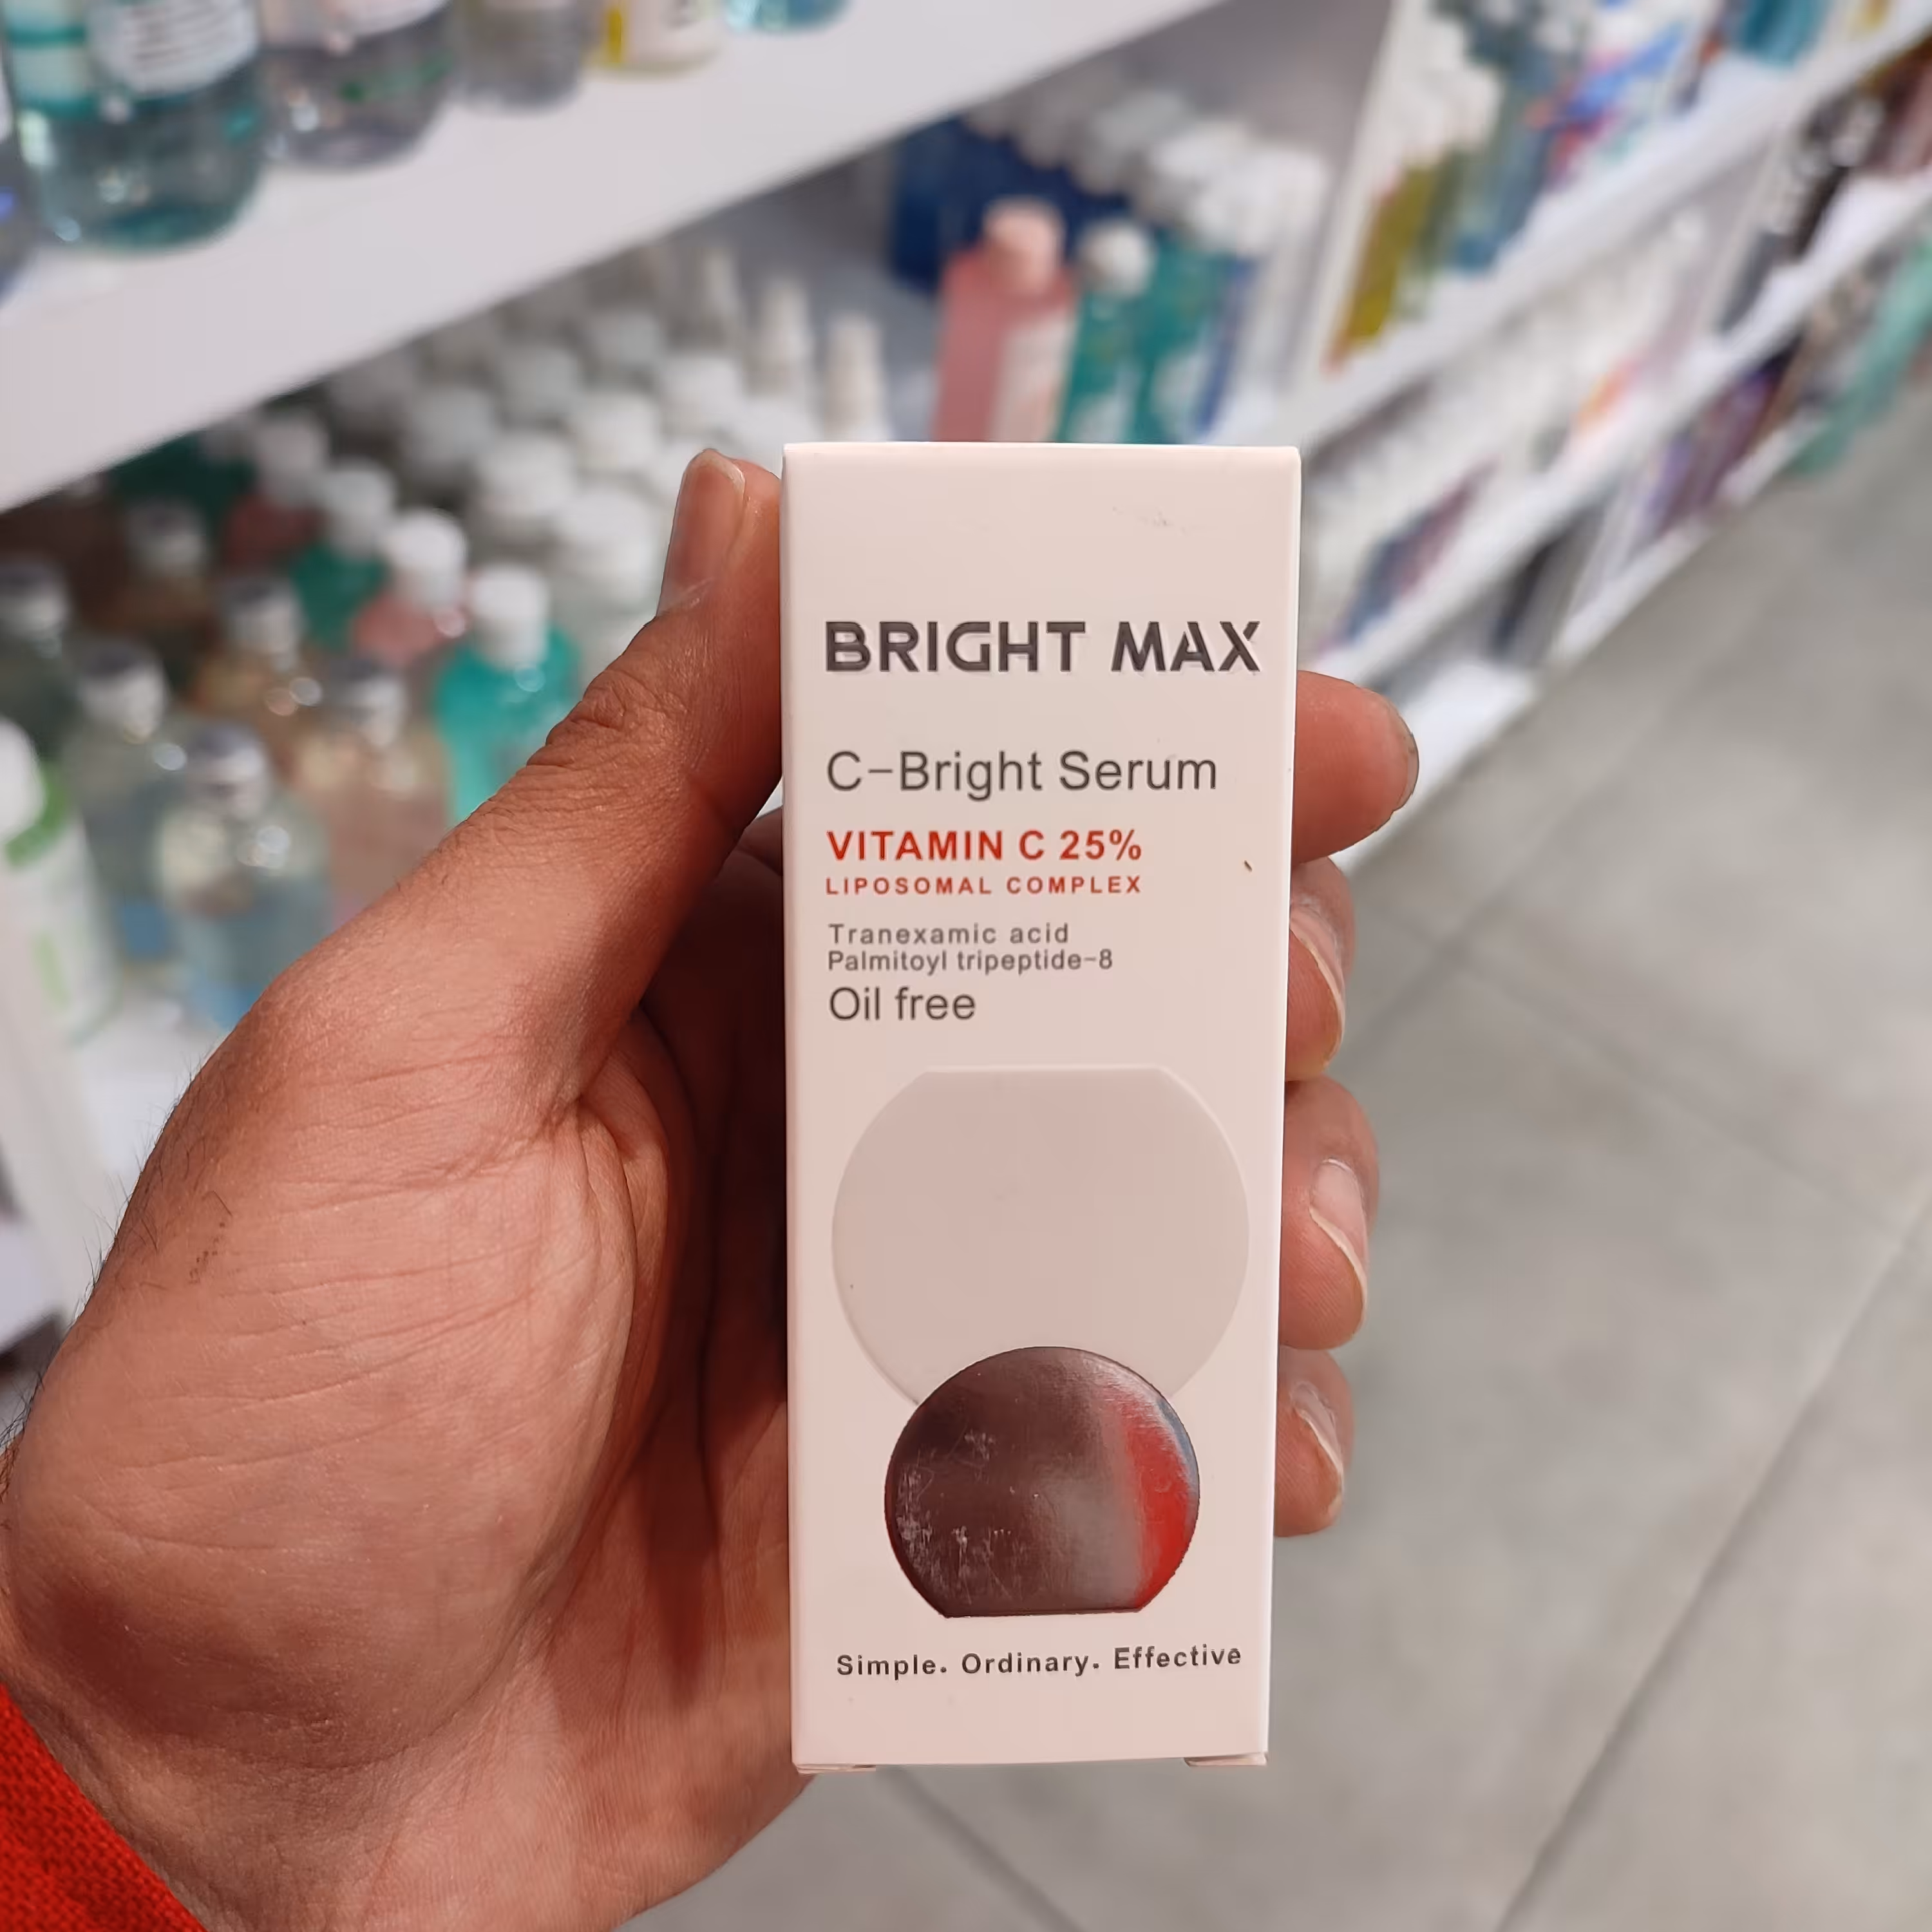 BRIGHT MAX
C-Bright Serum
VITAMIN C 25%
LIPOSOMAL COMPLEX
Tranexamic acid
Palmitoyl tripeptide-8
Oil free
Simple. Ordinary. Effective